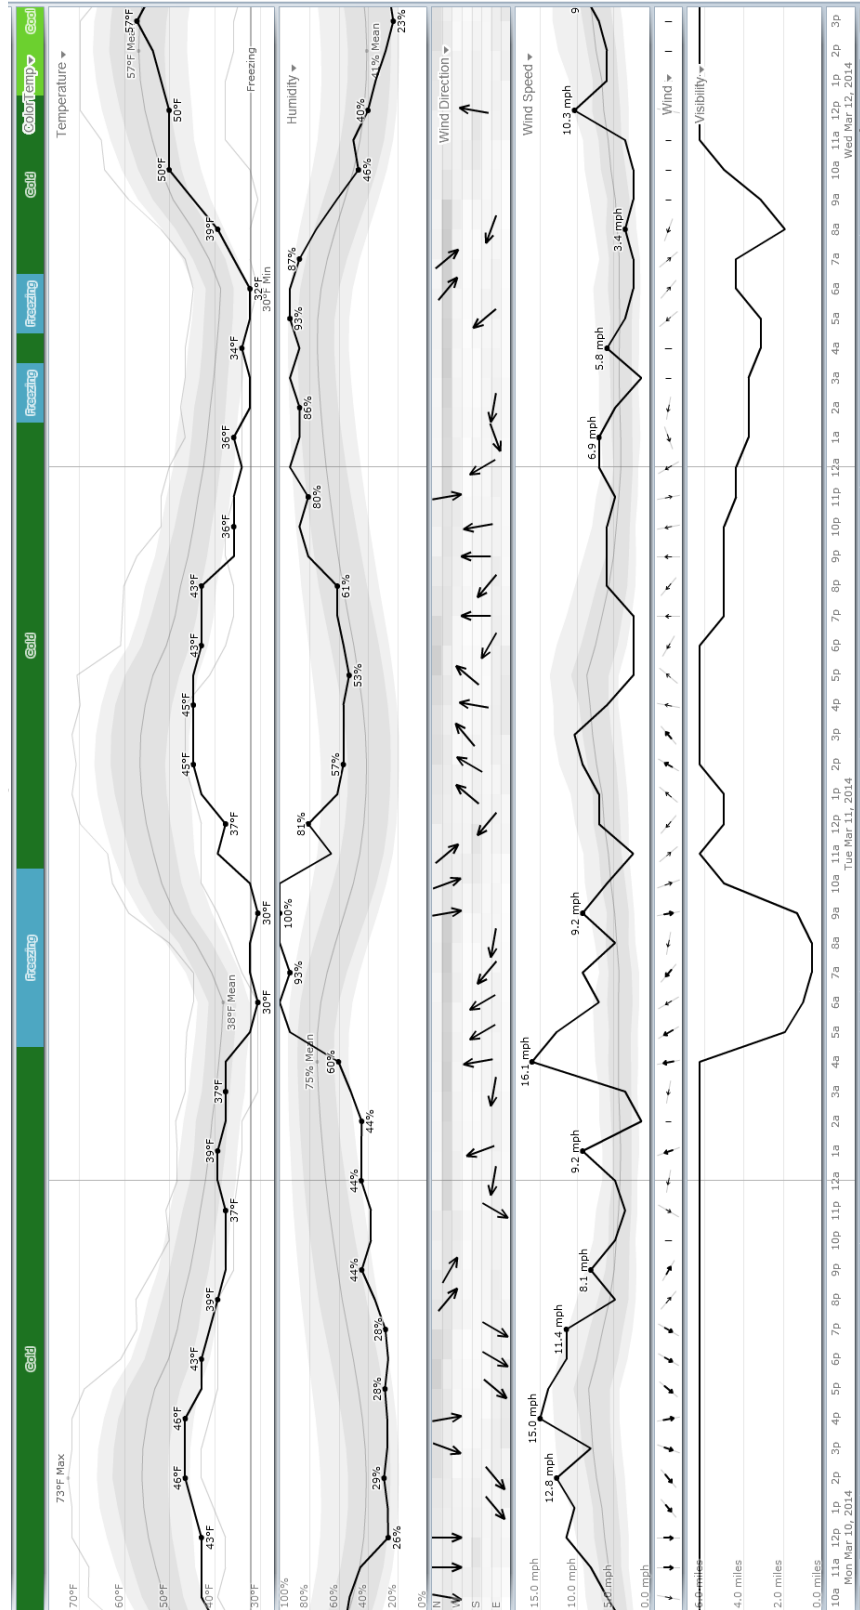 ColorTemp▾
Cold
Freezing
Cold
Freezing
Cold
Freezing
Cold
Cool
Temperature ▾
70°F
60°F
50°F
40°F
30°F
73°F Max
43°F
46°F
46°F
43°F
39°F
37°F
39°F
37°F
30°F
38°F Mean
30°F
37°F
45°F
45°F
43°F
43°F
36°F
36°F
34°F
32°F
30°F Min
39°F
50°F
50°F
57°F
57°F Mean
Freezing
Humidity ▾
100%
80%
60%
40%
20%
0%
26%
29%
28%
28%
44%
44%
44%
60%
75% Mean
93%
100%
81%
57%
53%
61%
80%
86%
93%
87%
46%
40%
41% Mean
23%
Wind Direction ▾
N
W
S
E
Wind Speed ▾
15.0 mph
10.0 mph
5.0 mph
0.0 mph
12.8 mph
15.0 mph
11.4 mph
8.1 mph
9.2 mph
16.1 mph
9.2 mph
6.9 mph
5.8 mph
3.4 mph
10.3 mph
9
Wind ▾
Visibility ▾
6.0 miles
4.0 miles
2.0 miles
0.0 miles
10a 11a 12p 1p 2p 3p 4p 5p 6p 7p 8p 9p 10p 11p 12a 1a 2a 3a 4a 5a 6a 7a 8a 9a 10a 11a 12p 1p 2p 3p 4p 5p 6p 7p 8p 9p 10p 11p 12a 1a 2a 3a 4a 5a 6a 7a 8a 9a 10a 11a 12p 1p 2p 3p
Mon Mar 10, 2014
Tue Mar 11, 2014
Wed Mar 12, 2014